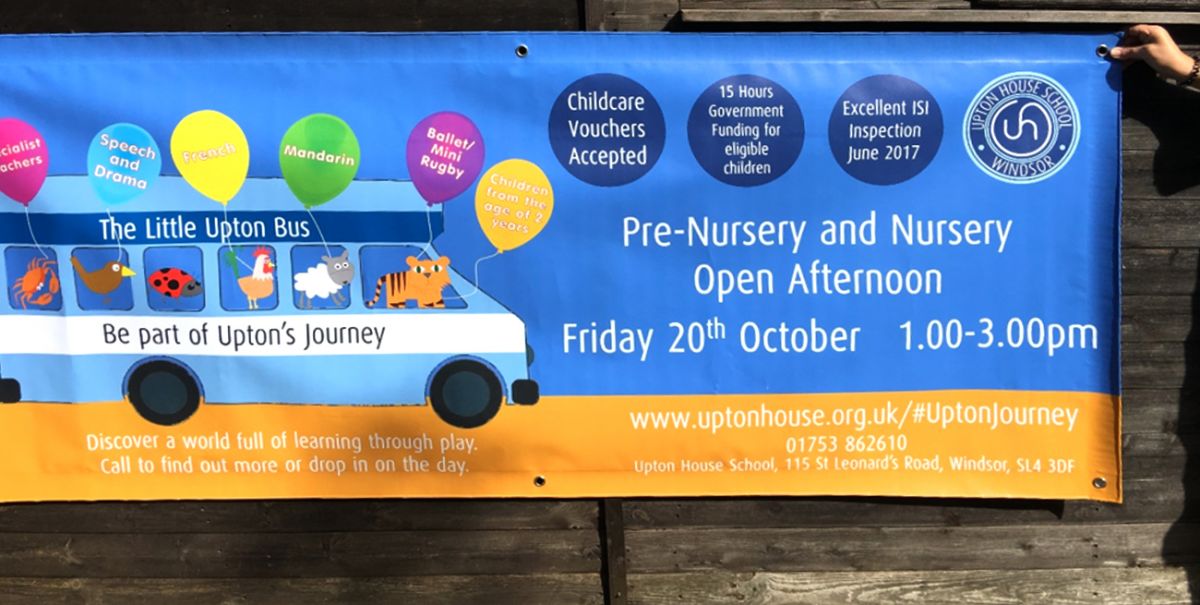 Speech
and
Drama
French
Mandarin
Ballet/
Mini
Rugby
Children
from the
age of 2
years
The Little Upton Bus
Be part of Upton's Journey
Discover a world full of learning through play.
Call to find out more or drop in on the day.
Childcare
Vouchers
Accepted
15 Hours
Government
Funding for
eligible
children
Excellent ISI
Inspection
June 2017
UPTON HOUSE SCHOOL
uh
• WINDSOR •
Pre-Nursery and Nursery
Open Afternoon
Friday 20th October 1.00-3.00pm
www.uptonhouse.org.uk/#UptonJourney
01753 862610
Upton House School, 115 St Leonard's Road, Windsor, SL4 3DF